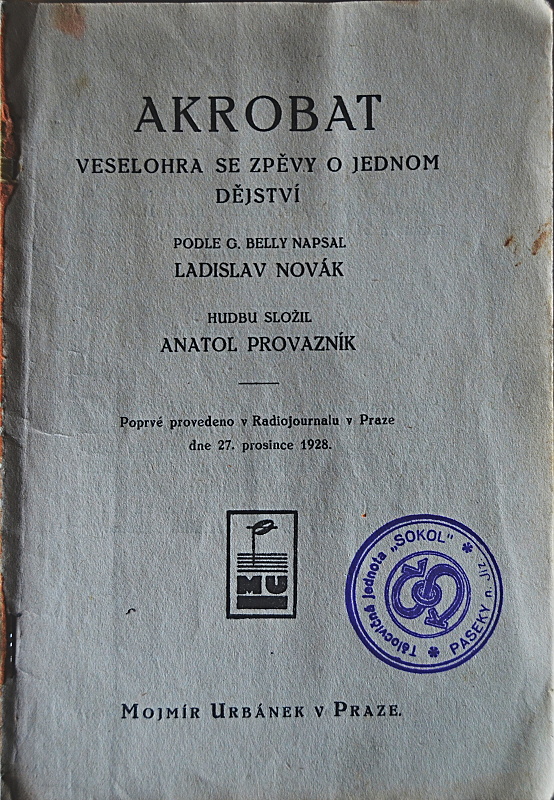 AKROBAT
VESELOHRA SE ZPĚVY O JEDNOM
DĚJSTVÍ
PODLE G. BELLY NAPSAL
LADISLAV NOVÁK
HUDBU SLOŽIL
ANATOL PROVAZNÍK
Poprvé provedeno v Radiojournalu v Praze
dne 27. prosince 1928.
MU
Tělocvičná jednota „SOKOL"
PASEKY n. Jiz.
ČOS
MOJMÍR URBÁNEK V PRAZE.